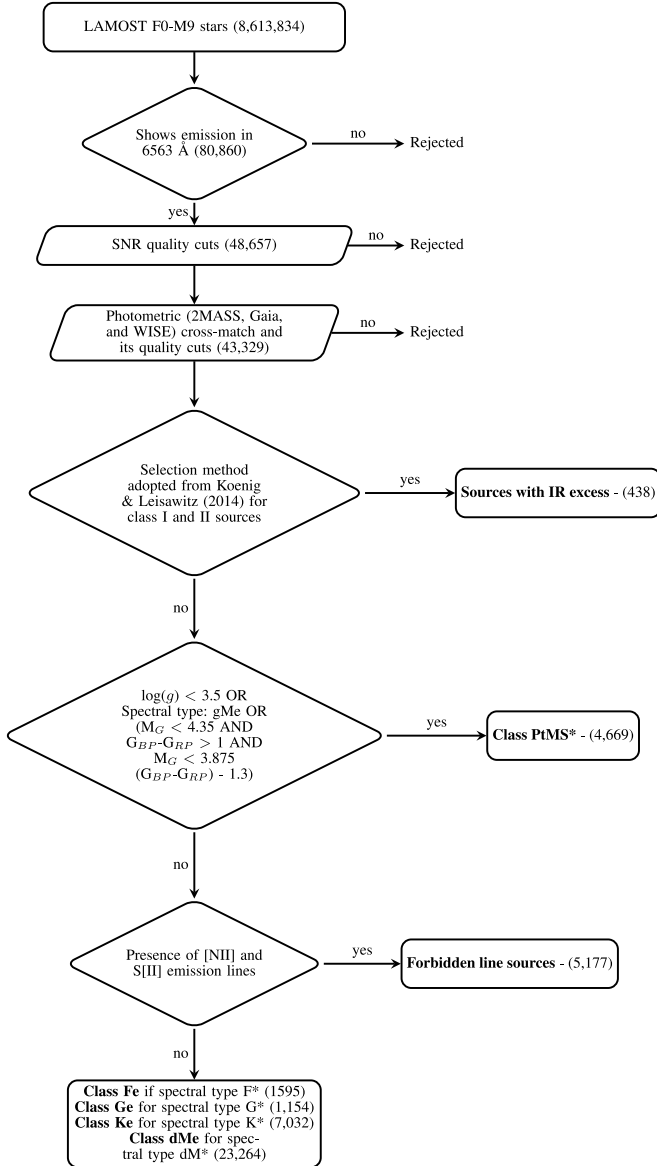 LAMOST F0-M9 stars (8,613,834)
Shows emission in
6563 Å (80,860)
no
Rejected
yes
SNR quality cuts (48,657)
no
Rejected
Photometric (2MASS, Gaia,
and WISE) cross-match and
its quality cuts (43,329)
no
Rejected
Selection method
adopted from Koenig
& Leisawitz (2014) for
class I and II sources
yes
Sources with IR excess - (438)
no
log(g) < 3.5 OR
Spectral type: gMe OR
(M_G < 4.35 AND
G_BP-G_RP > 1 AND
M_G < 3.875
(G_BP-G_RP) - 1.3)
yes
Class PtMS* - (4,669)
no
Presence of [NII] and
S[II] emission lines
yes
Forbidden line sources - (5,177)
no
Class Fe if spectral type F* (1595)
Class Ge for spectral type G* (1,154)
Class Ke for spectral type K* (7,032)
Class dMe for spec-
tral type dM* (23,264)